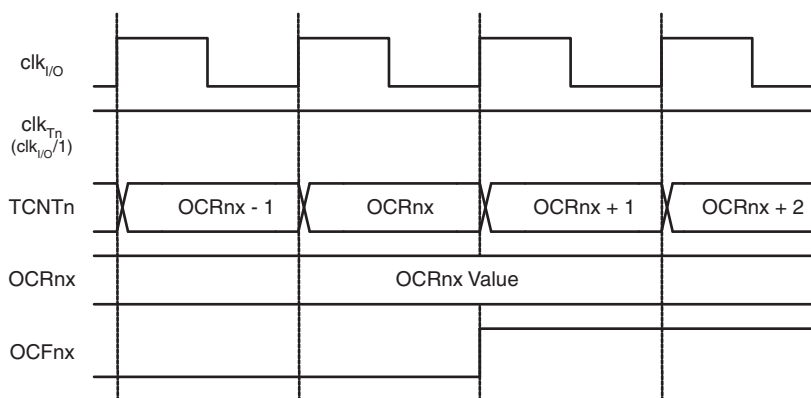 clkI/O
clkTn
(clkI/O/1)
TCNTn OCRnx - 1 OCRnx OCRnx + 1 OCRnx + 2
OCRnx OCRnx Value
OCFnx